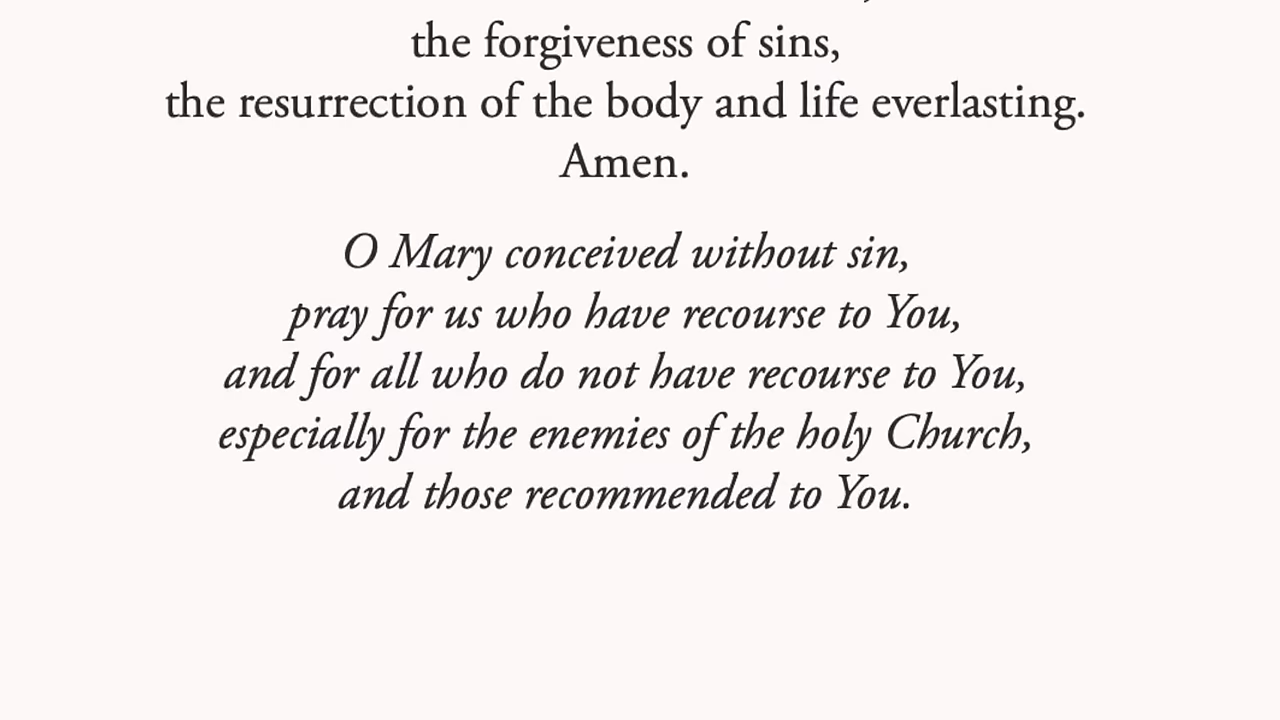 the forgiveness of sins,
the resurrection of the body and life everlasting.
Amen.
O Mary conceived without sin,
pray for us who have recourse to You,
and for all who do not have recourse to You,
especially for the enemies of the holy Church,
and those recommended to You.